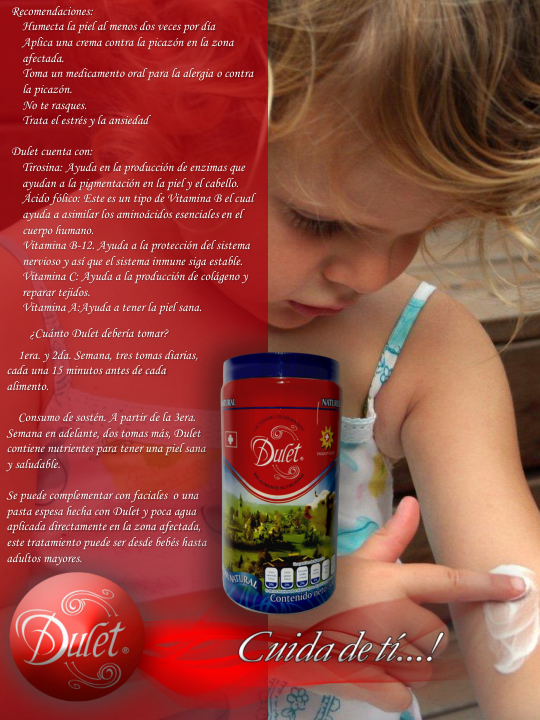 Recomendaciones:
Humecta la piel al menos dos veces por día
Aplica una crema contra la picazón en la zona
afectada.
Toma un medicamento oral para la alergia o contra
la picazón.
No te rasques.
Trata el estrés y la ansiedad
Dulet cuenta con:
Tirosina: Ayuda en la producción de enzimas que
ayudan a la pigmentación en la piel y el cabello.
Ácido fólico: Este es un tipo de Vitamina B el cual
ayuda a asimilar los aminoácidos esenciales en el
cuerpo humano.
Vitamina B-12. Ayuda a la protección del sistema
nervioso y así que el sistema inmune siga estable.
Vitamina C: Ayuda a la producción de colágeno y
reparar tejidos.
Vitamina A:Ayuda a tener la piel sana.
¿Cuánto Dulet debería tomar?
1era. y 2da. Semana, tres tomas diarias,
cada una 15 minutos antes de cada
alimento.
Consumo de sostén. A partir de la 3era.
Semana en adelante, dos tomas más, Dulet
contiene nutrientes para tener una piel sana
y saludable.
Se puede complementar con faciales o una
pasta espesa hecha con Dulet y poca agua
aplicada directamente en la zona afectada,
este tratamiento puede ser desde bebés hasta
adultos mayores.
Dulet®
NATURAL
Contenido neto
Dulet®
Cuida de tí...!